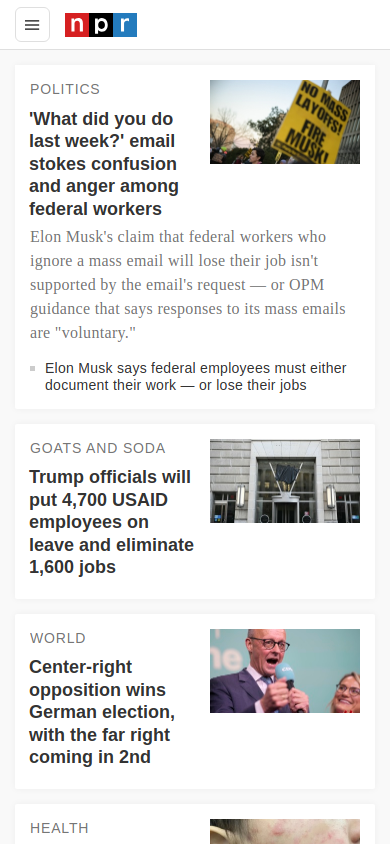 npr
POLITICS
'What did you do
last week?' email
stokes confusion
and anger among
federal workers
NO MASS
LAYOFFS!
FIRE
MUSK!
Elon Musk's claim that federal workers who
ignore a mass email will lose their job isn't
supported by the email's request — or OPM
guidance that says responses to its mass emails
are "voluntary."
Elon Musk says federal employees must either
document their work — or lose their jobs
GOATS AND SODA
Trump officials will
put 4,700 USAID
employees on
leave and eliminate
1,600 jobs
WORLD
Center-right
opposition wins
German election,
with the far right
coming in 2nd
HEALTH